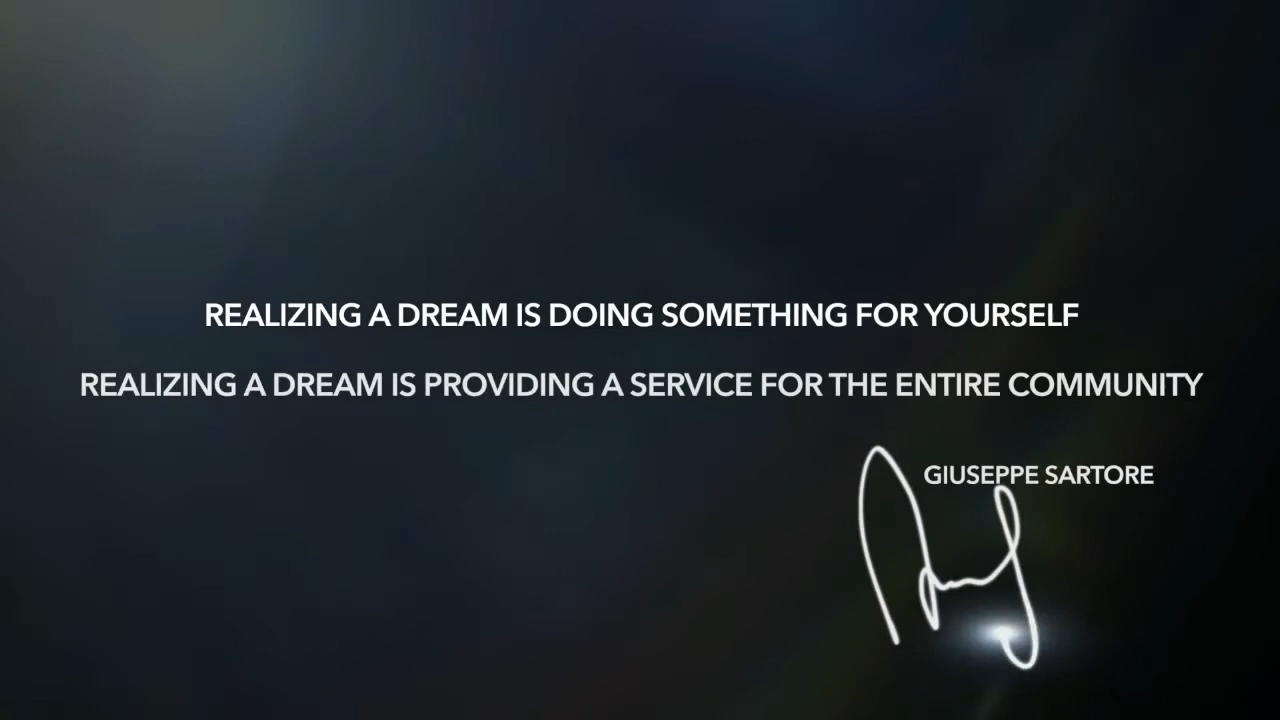 REALIZING A DREAM IS DOING SOMETHING FOR YOURSELF
REALIZING A DREAM IS PROVIDING A SERVICE FOR THE ENTIRE COMMUNITY
GIUSEPPE SARTORE